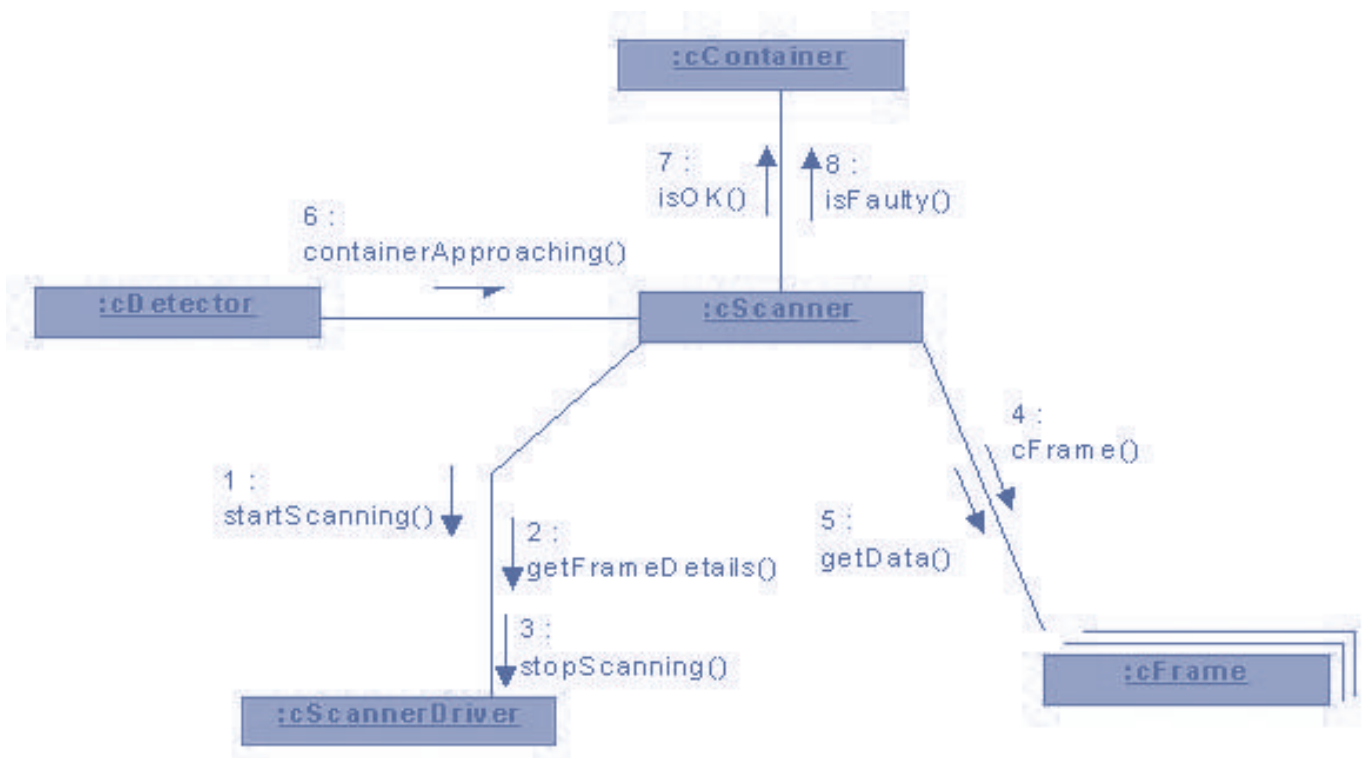 :cContainer
7 :
isOK()
8 :
isFaulty()
6 :
containerApproaching()
:cDetector
:cScanner
4 :
cFrame()
1 :
startScanning()
5 :
getData()
2 :
getFrameDetails()
3 :
stopScanning()
:cFrame
:cScannerDriver